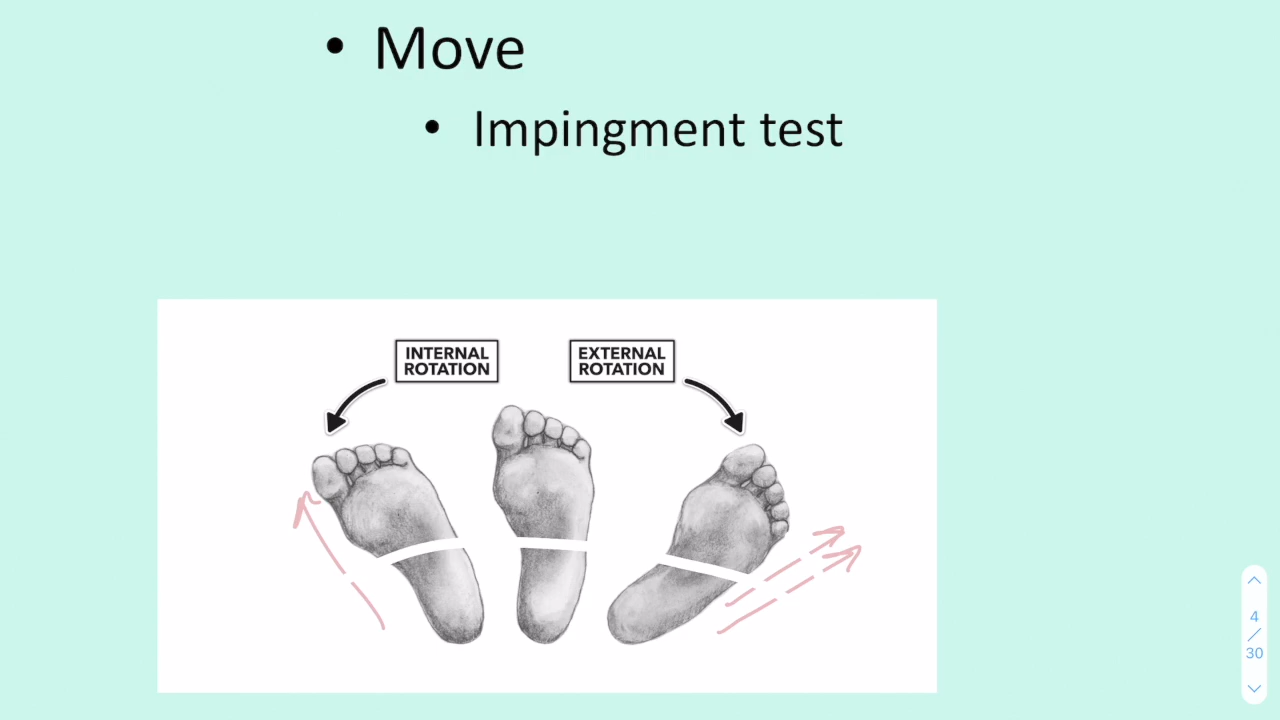 • Move
• Impingment test
INTERNAL
ROTATION
EXTERNAL
ROTATION
4
/
30